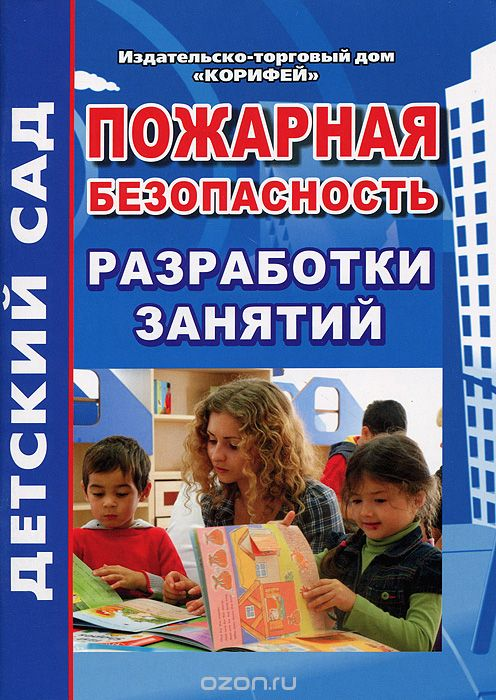 Издательско-торговый дом
«КОРИФЕЙ»
ПОЖАРНАЯ
БЕЗОПАСНОСТЬ
РАЗРАБОТКИ
ЗАНЯТИЙ
ДЕТСКИЙ САД
ozon.ru